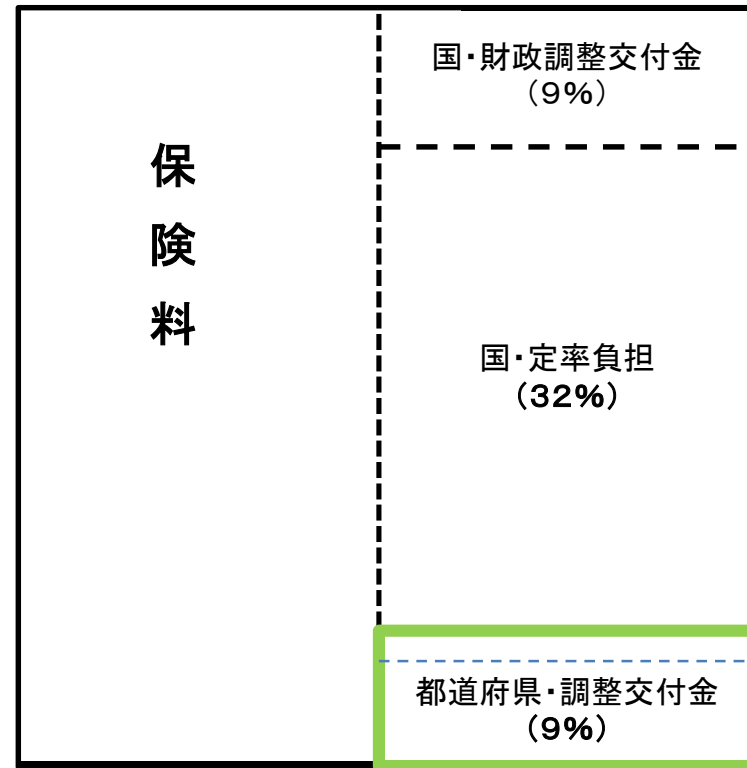 保
険
料
国・財政調整交付金
（９％）
国・定率負担
（32％）
都道府県・調整交付金
（9％）